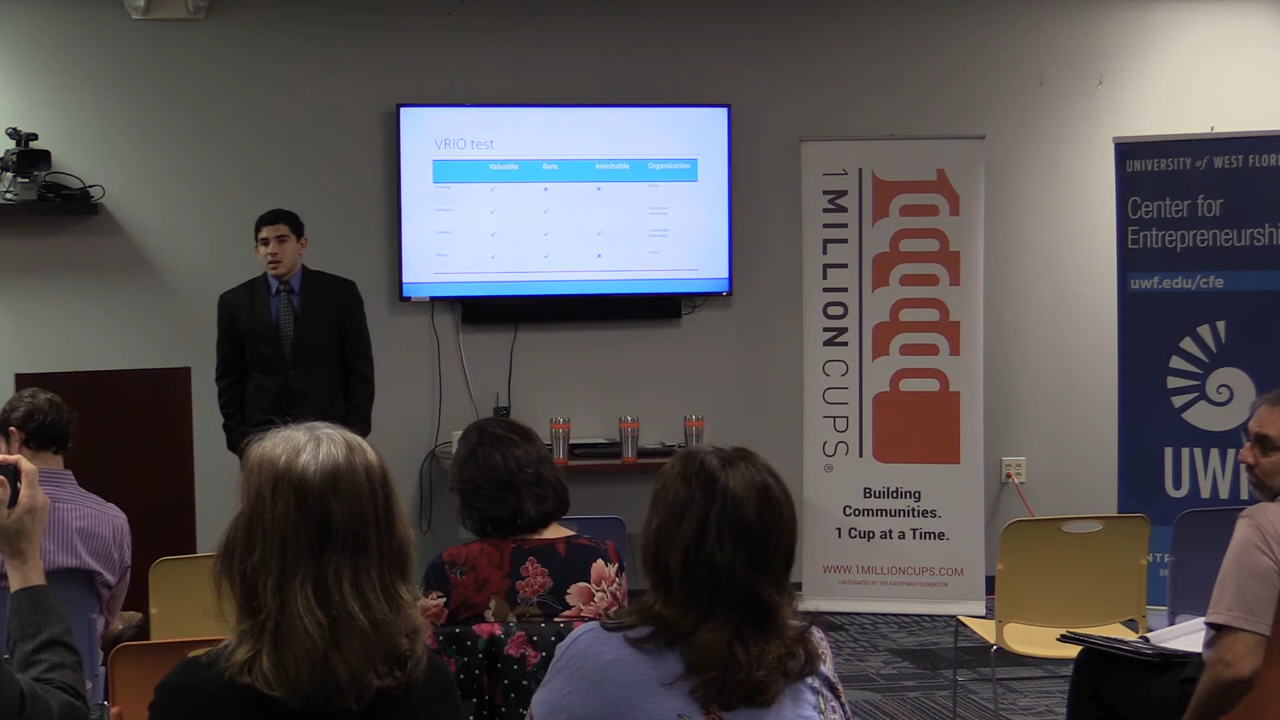 VRIO test
Valuable Rare Inimitable Organization
1 MILLION CUPS®
Building
Communities.
1 Cup at a Time.
WWW.1MILLIONCUPS.COM
UNIVERSITY of WEST FLORI
Center for
Entrepreneurshi
uwf.edu/cfe
UWF